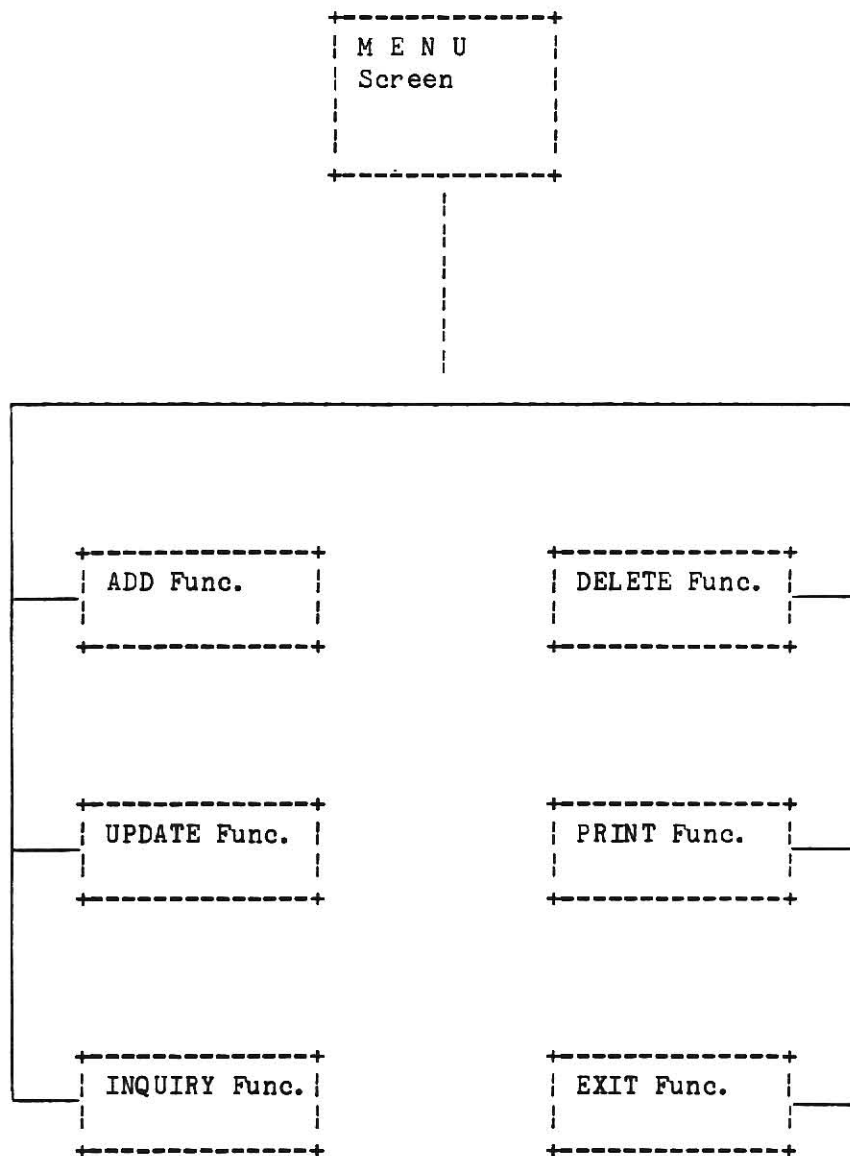 M E N U
Screen
ADD Func.
DELETE Func.
UPDATE Func.
PRINT Func.
INQUIRY Func.
EXIT Func.